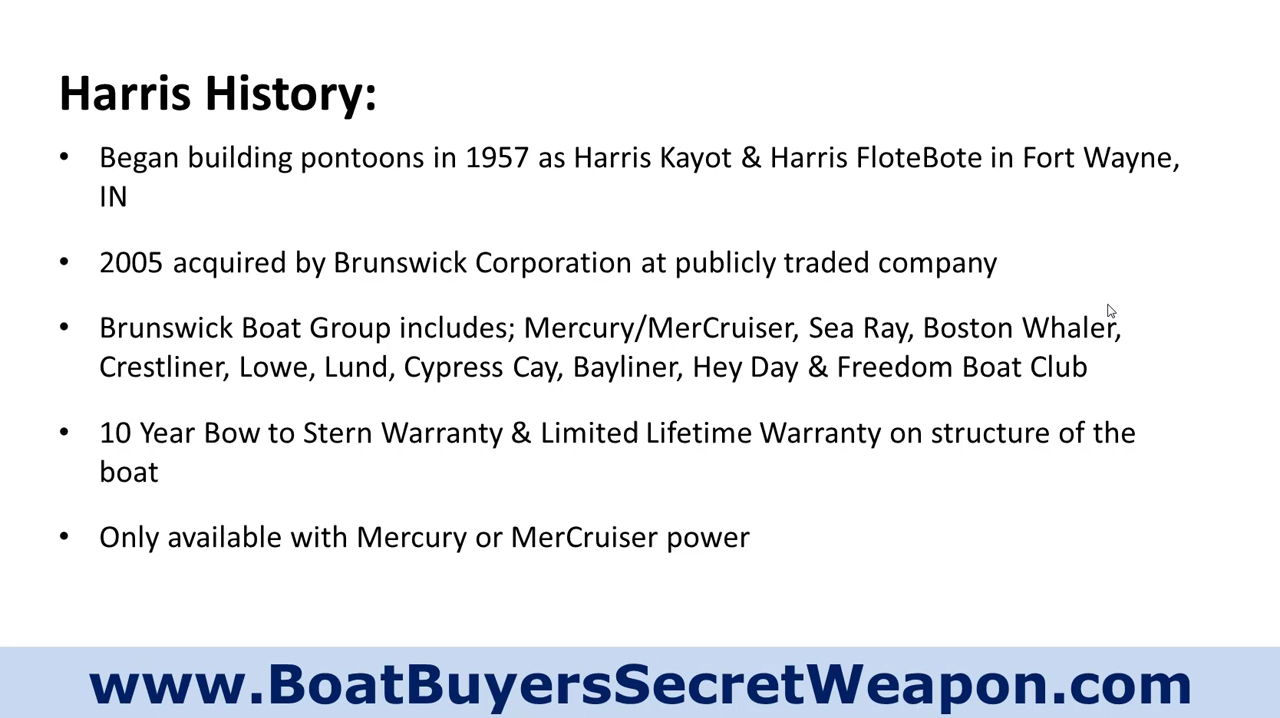 Harris History:
• Began building pontoons in 1957 as Harris Kayot & Harris FloteBote in Fort Wayne,
IN
• 2005 acquired by Brunswick Corporation at publicly traded company
• Brunswick Boat Group includes; Mercury/MerCruiser, Sea Ray, Boston Whaler,
Crestliner, Lowe, Lund, Cypress Cay, Bayliner, Hey Day & Freedom Boat Club
• 10 Year Bow to Stern Warranty & Limited Lifetime Warranty on structure of the
boat
• Only available with Mercury or MerCruiser power
www.BoatBuyersSecretWeapon.com